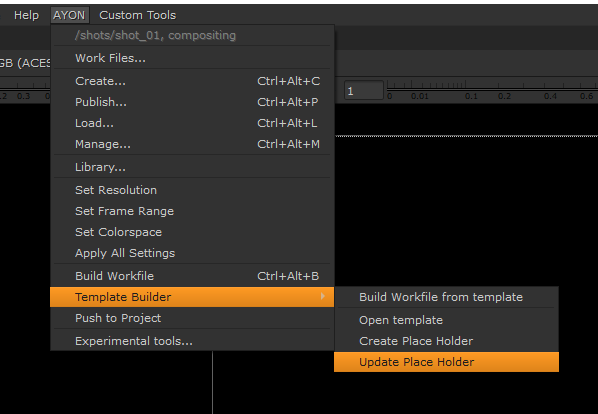 Help AYON Custom Tools
/shots/shot_01, compositing
GB (ACES
Work Files...
Create... Ctrl+Alt+C
1
0.2 0.3 0 0.01 0.1 0.2 0.4 0.6
Publish... Ctrl+Alt+P
Load... Ctrl+Alt+L
Manage... Ctrl+Alt+M
Library...
Set Resolution
Set Frame Range
Set Colorspace
Apply All Settings
Build Workfile Ctrl+Alt+B
Template Builder
Build Workfile from template
Push to Project
Open template
Experimental tools...
Create Place Holder
Update Place Holder